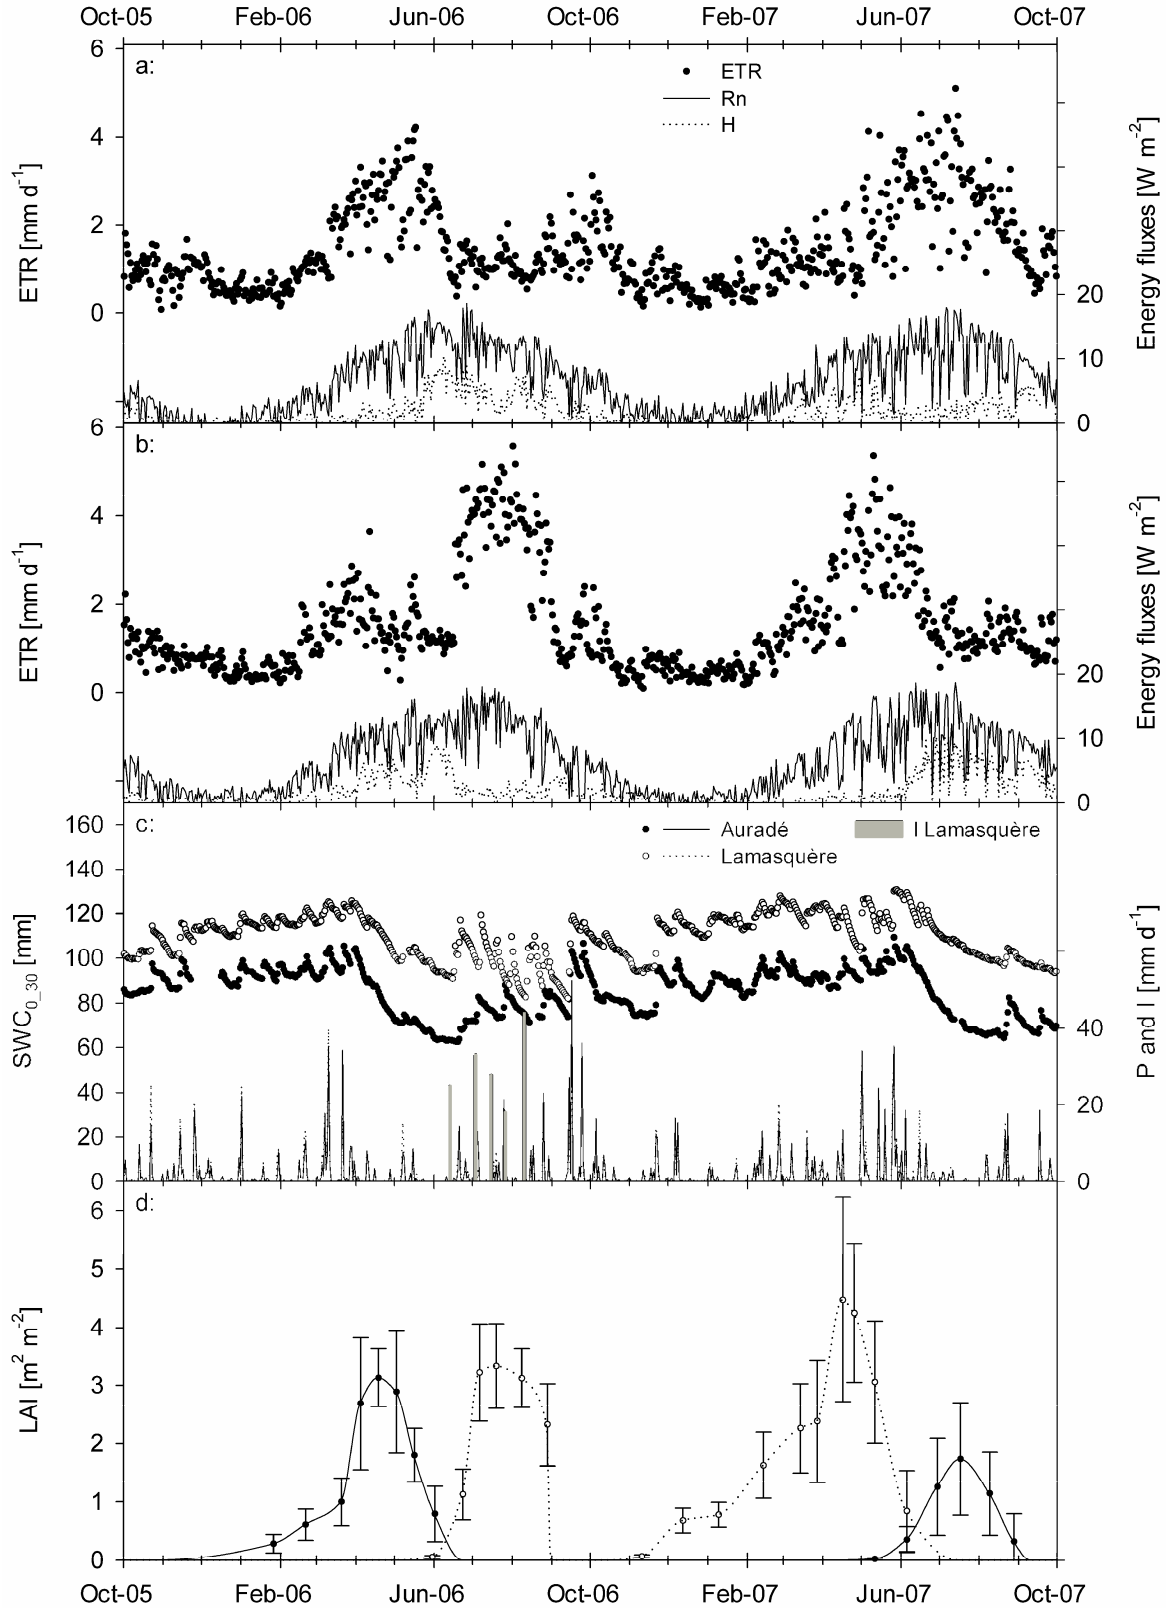 Oct-05 Feb-06 Jun-06 Oct-06 Feb-07 Jun-07 Oct-07
a:
ETR
Rn
H
6
4
2
0
ETR [mm d-1]
20
10
0
Energy fluxes [W m-2]
b:
6
4
2
0
ETR [mm d-1]
20
10
0
Energy fluxes [W m-2]
c:
Auradé
Lamasquère
I Lamasquère
160
140
120
100
80
60
40
20
0
SWC0_30 [mm]
40
20
0
P and I [mm d-1]
d:
6
5
4
3
2
1
0
LAI [m2 m-2]
Oct-05 Feb-06 Jun-06 Oct-06 Feb-07 Jun-07 Oct-07